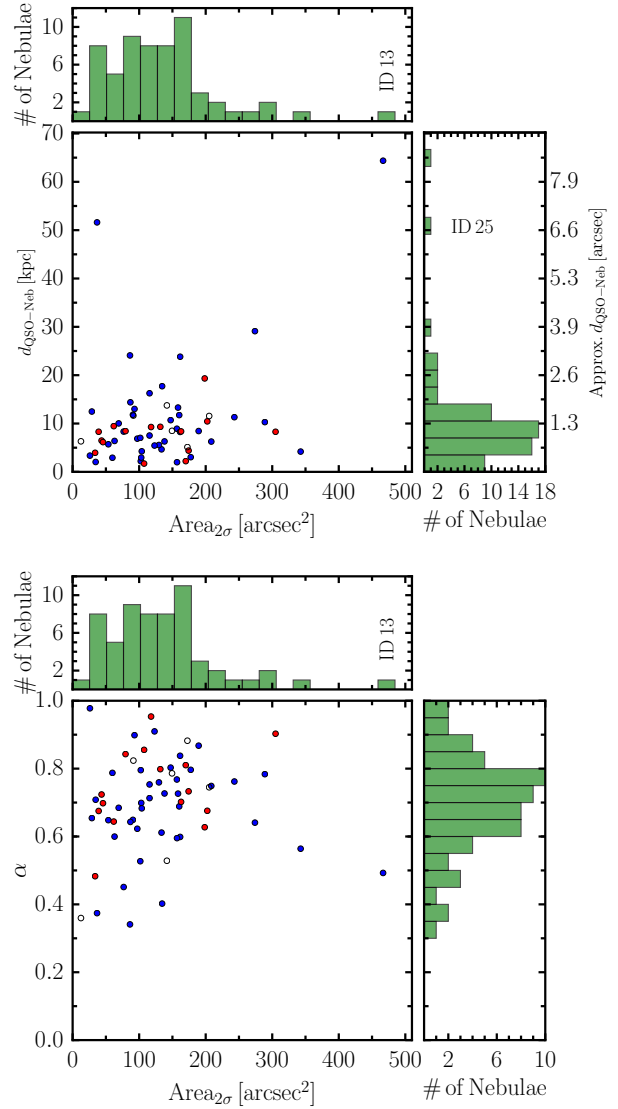 # of Nebulae
10
6
2
ID 13
70
60
50
40
30
20
10
0
d_QSO−Neb [kpc]
0 100 200 300 400 500
Area_2σ [arcsec²]
ID 25
7.9
6.6
5.3
3.9
2.6
1.3
Approx. d_QSO−Neb [arcsec]
2 6 10 14 18
# of Nebulae
# of Nebulae
10
6
2
ID 13
1.0
0.8
0.6
0.4
0.2
0.0
α
0 100 200 300 400 500
Area_2σ [arcsec²]
2 4 6 8 10
# of Nebulae